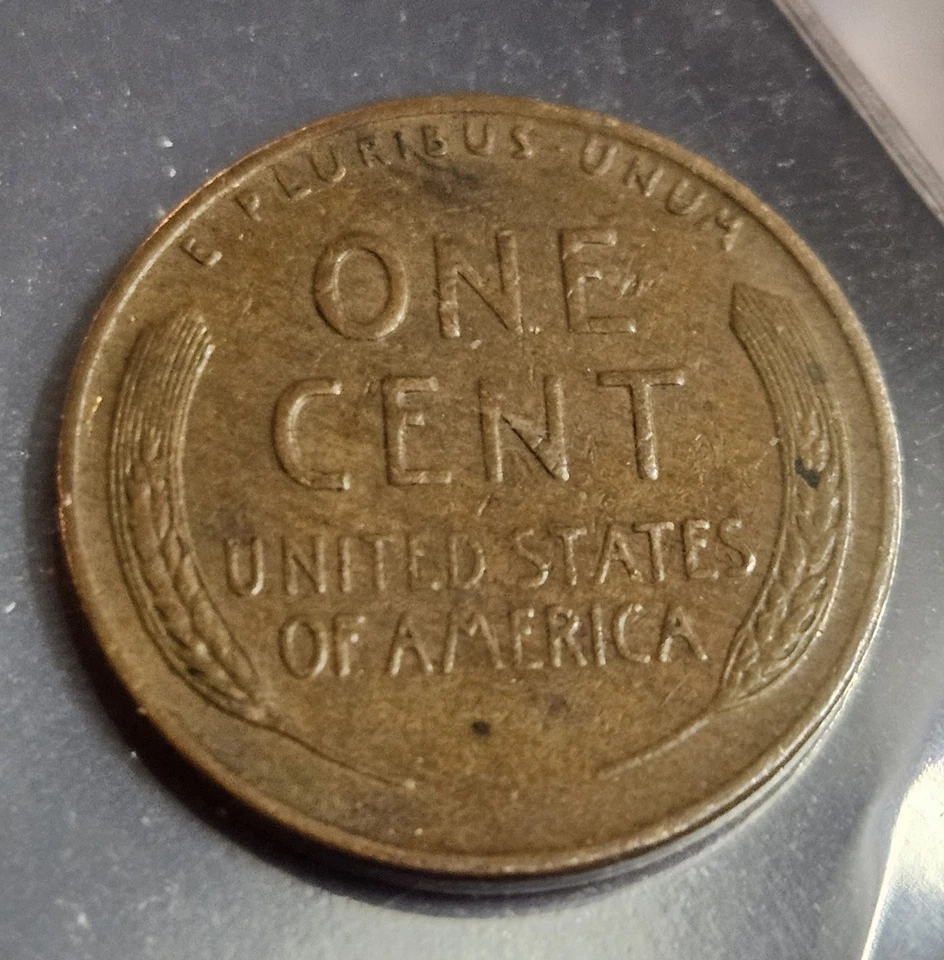 E · PLURIBUS · UNUM
ONE
CENT
UNITED STATES
OF AMERICA